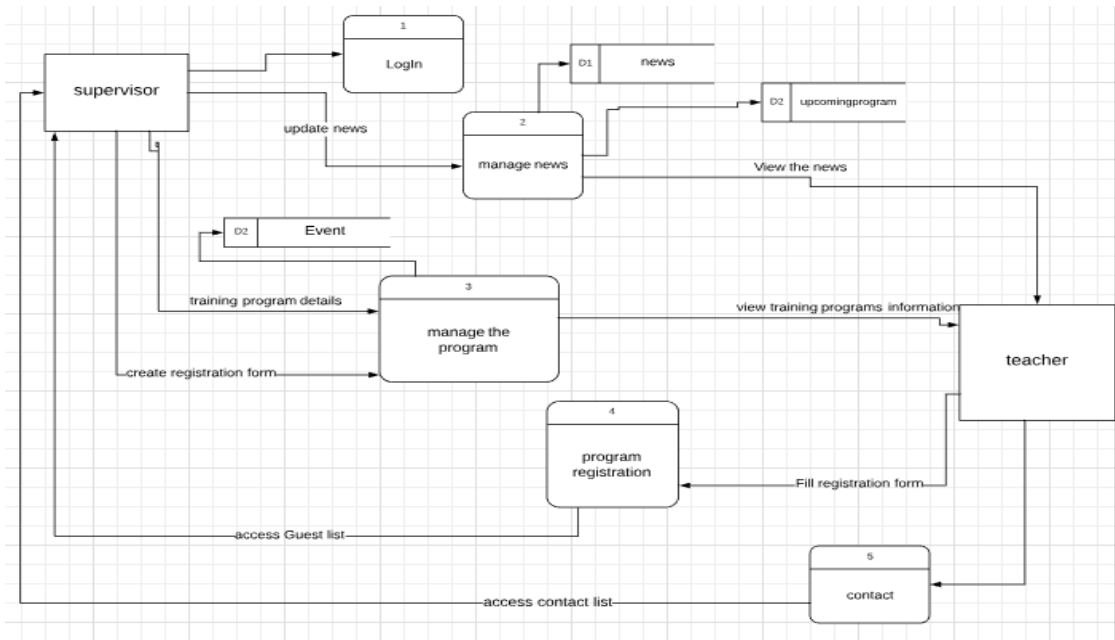 1
LogIn
supervisor
D1
news
D2
upcomingprogram
update news
2
manage news
View the news
D2
Event
3
training program details
manage the
program
view training programs information
teacher
create registration form
4
program
registration
Fill registration form
access Guest list
5
contact
access contact list